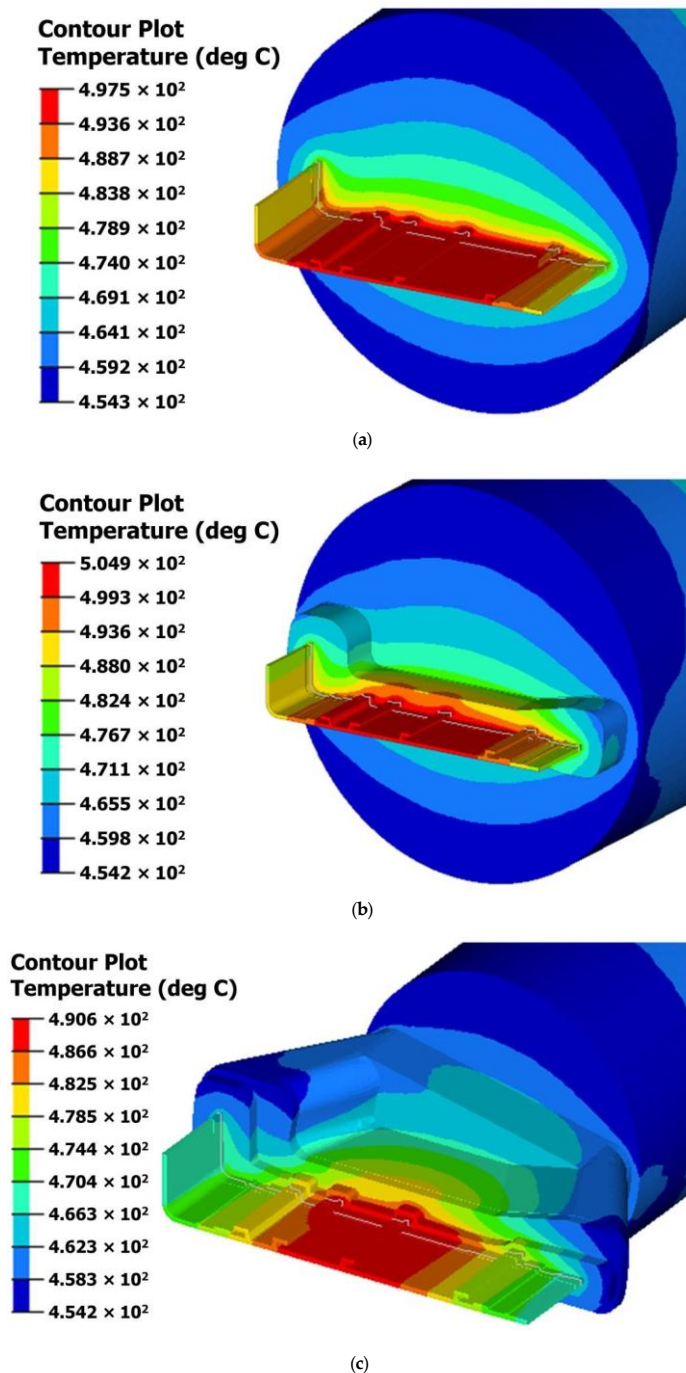 Contour Plot
Temperature (deg C)
4.975 × 10²
4.936 × 10²
4.887 × 10²
4.838 × 10²
4.789 × 10²
4.740 × 10²
4.691 × 10²
4.641 × 10²
4.592 × 10²
4.543 × 10²
(a)
Contour Plot
Temperature (deg C)
5.049 × 10²
4.993 × 10²
4.936 × 10²
4.880 × 10²
4.824 × 10²
4.767 × 10²
4.711 × 10²
4.655 × 10²
4.598 × 10²
4.542 × 10²
(b)
Contour Plot
Temperature (deg C)
4.906 × 10²
4.866 × 10²
4.825 × 10²
4.785 × 10²
4.744 × 10²
4.704 × 10²
4.663 × 10²
4.623 × 10²
4.583 × 10²
4.542 × 10²
(c)